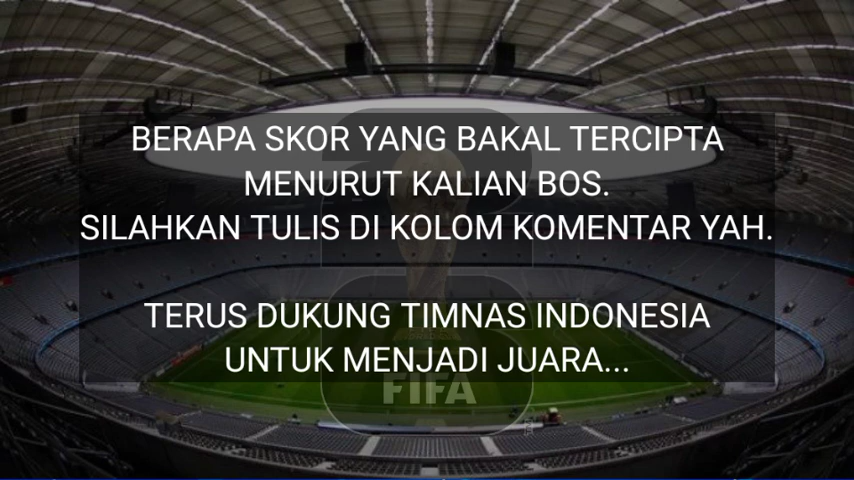 BERAPA SKOR YANG BAKAL TERCIPTA
MENURUT KALIAN BOS.
SILAHKAN TULIS DI KOLOM KOMENTAR YAH.
TERUS DUKUNG TIMNAS INDONESIA
UNTUK MENJADI JUARA...
FIFA